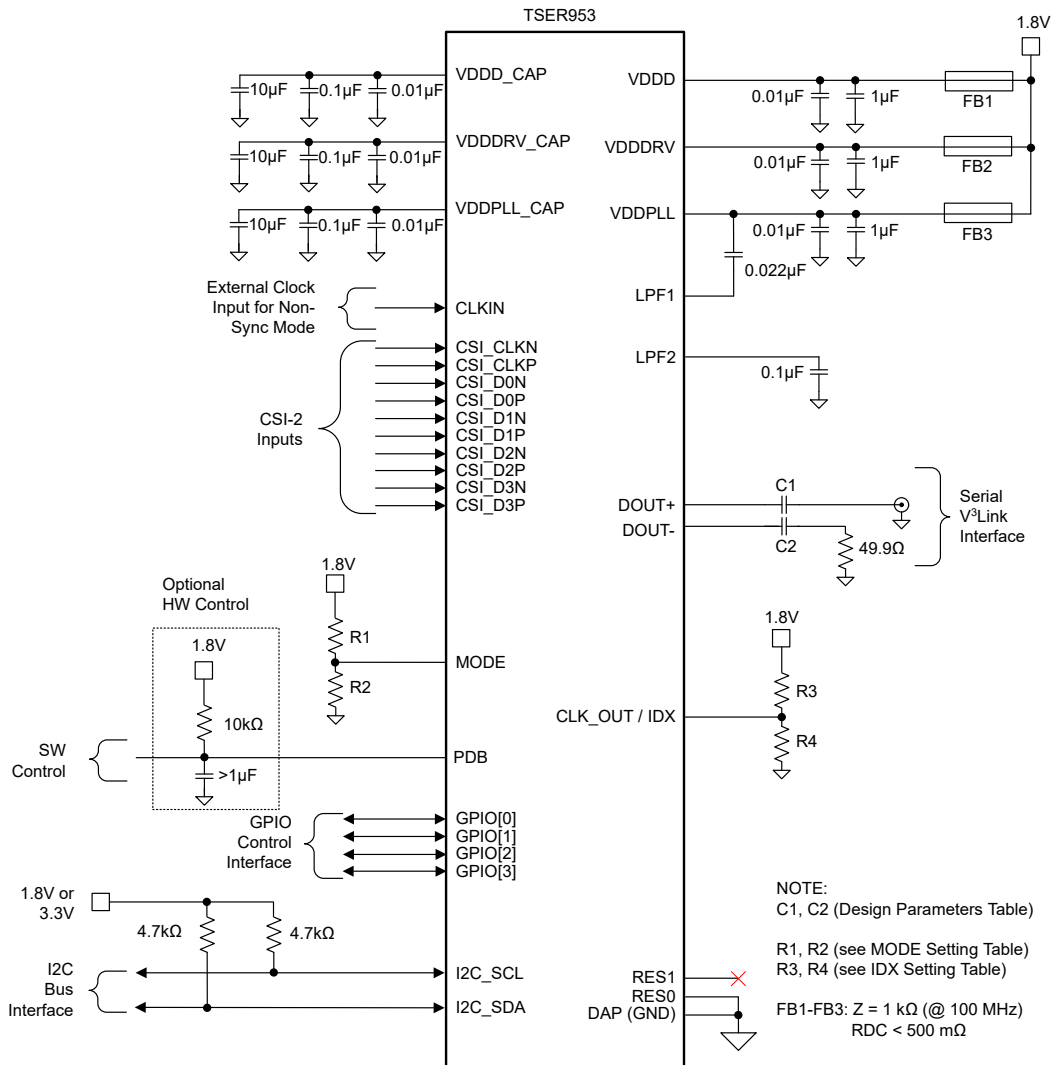 TSER953
1.8V
VDDD_CAP
10µF
0.1µF
0.01µF
VDDD
0.01µF
1µF
FB1
VDDDRV_CAP
10µF
0.1µF
0.01µF
VDDDRV
0.01µF
1µF
FB2
VDDPLL_CAP
10µF
0.1µF
0.01µF
VDDPLL
0.01µF
1µF
FB3
0.022µF
LPF1
External Clock
Input for Non-
Sync Mode
CLKIN
LPF2
0.1µF
CSI-2
Inputs
CSI_CLKN
CSI_CLKP
CSI_D0N
CSI_D0P
CSI_D1N
CSI_D1P
CSI_D2N
CSI_D2P
CSI_D3N
CSI_D3P
DOUT+
DOUT-
C1
C2
49.9Ω
Serial
V³Link
Interface
1.8V
R1
R2
MODE
Optional
HW Control
1.8V
10kΩ
>1µF
SW
Control
PDB
1.8V
R3
R4
CLK_OUT / IDX
GPIO
Control
Interface
GPIO[0]
GPIO[1]
GPIO[2]
GPIO[3]
1.8V or
3.3V
4.7kΩ
4.7kΩ
I2C
Bus
Interface
I2C_SCL
I2C_SDA
RES1
RES0
DAP (GND)
NOTE:
C1, C2 (Design Parameters Table)
R1, R2 (see MODE Setting Table)
R3, R4 (see IDX Setting Table)
FB1-FB3: Z = 1 kΩ (@ 100 MHz)
RDC < 500 mΩ